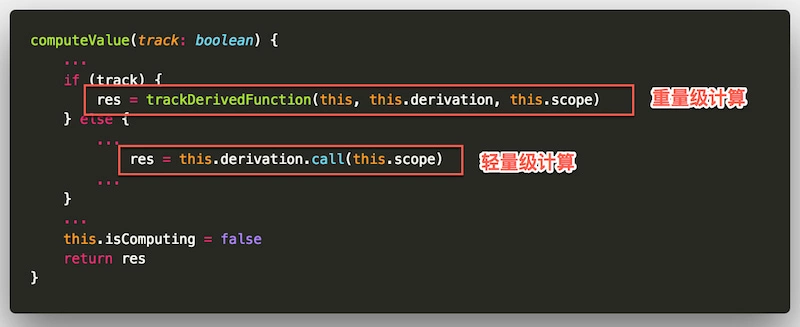 computeValue(track: boolean) {
...
if (track) {
res = trackDerivedFunction(this, this.derivation, this.scope) 重量级计算
} else {
...
res = this.derivation.call(this.scope) 轻量级计算
...
}
...
this.isComputing = false
return res
}